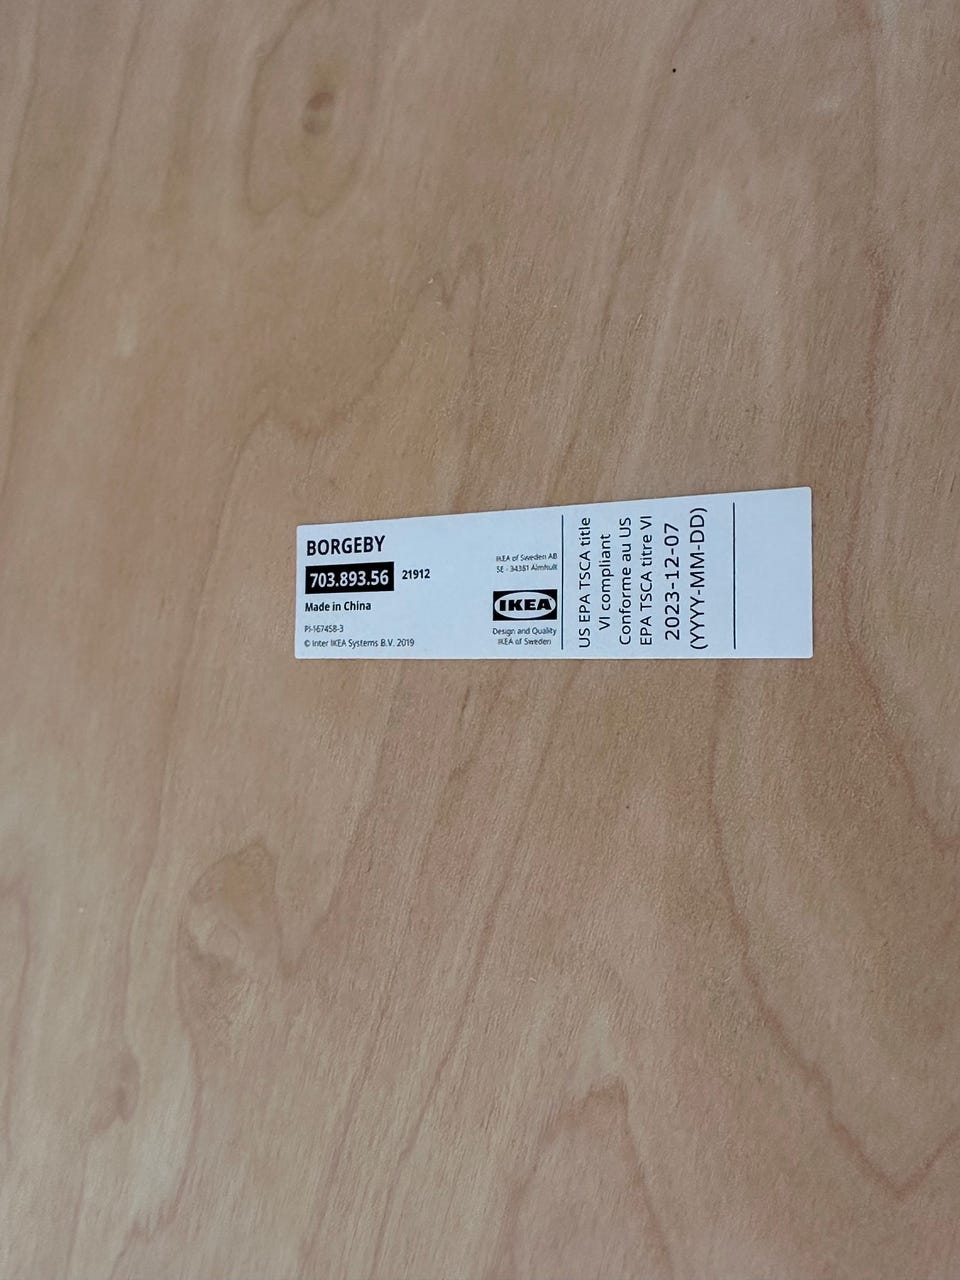 BORGEBY
703.893.56 21912
Made in China
PI-167458-3
© Inter IKEA Systems B.V. 2019
IKEA of Sweden AB
SE - 34381 Älmhult
IKEA
Design and Quality
IKEA of Sweden
US EPA TSCA title
VI compliant
Conforme au US
EPA TSCA titre VI
2023-12-07
(YYYY-MM-DD)